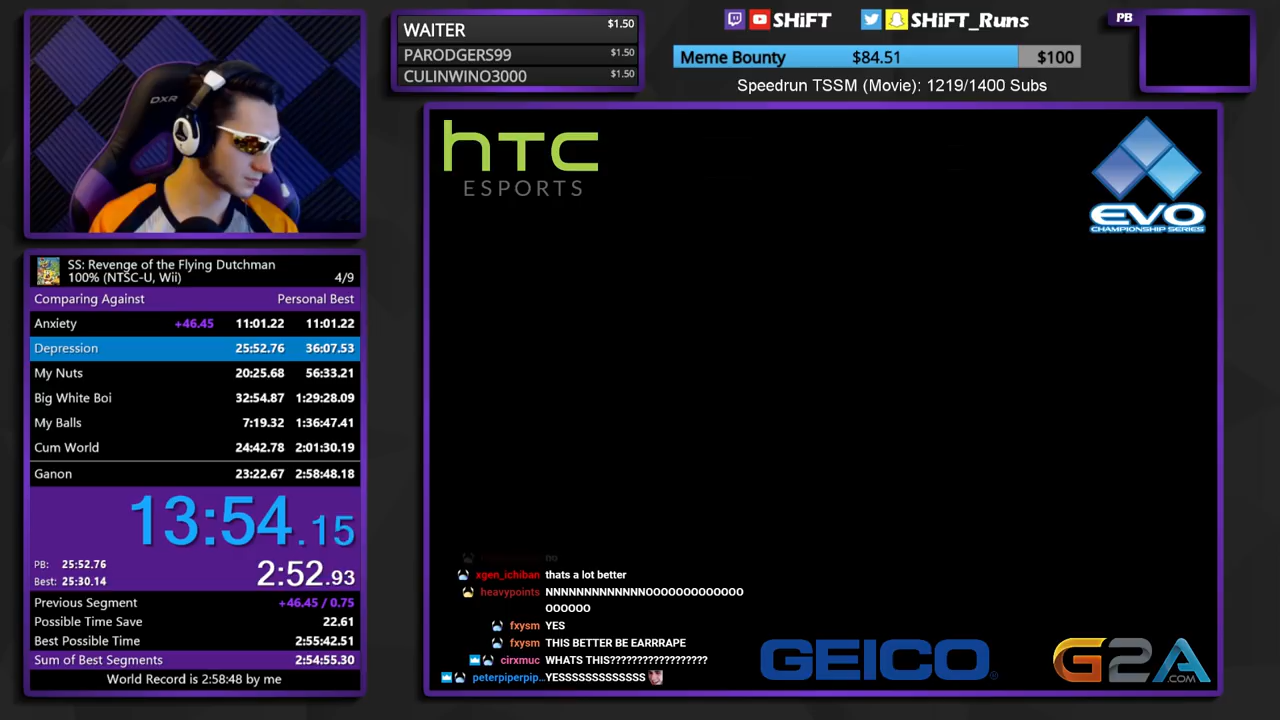 WAITER $1.50
PARODGERS99 $1.50
CULINWINO3000 $1.50
SHiFT
SHiFT_Runs
Meme Bounty $84.51 $100
Speedrun TSSM (Movie): 1219/1400 Subs
PB
DXR
hTC
ESPORTS
EVO
CHAMPIONSHIP SERIES
SS: Revenge of the Flying Dutchman
100% (NTSC-U, Wii) 4/9
Comparing Against Personal Best
Anxiety +46.45 11:01.22 11:01.22
Depression 25:52.76 36:07.53
My Nuts 20:25.68 56:33.21
Big White Boi 32:54.87 1:29:28.09
My Balls 7:19.32 1:36:47.41
Cum World 24:42.78 2:01:30.19
Ganon 23:22.67 2:58:48.18
13:54.15
PB: 25:52.76
Best: 25:30.14
2:52.93
Previous Segment +46.45 / 0.75
Possible Time Save 22.61
Best Possible Time 2:55:42.51
Sum of Best Segments 2:54:55.30
World Record is 2:58:48 by me
no
xgen_ichiban thats a lot better
heavypoints NNNNNNNNNNNNNOOOOOOOOOOOOO
OOOOOO
fxysm YES
fxysm THIS BETTER BE EARRRAPE
cirxmuc WHATS THIS?????????????????
peterpiperpip... YESSSSSSSSSSSSS
GEICO
G2A
.COM